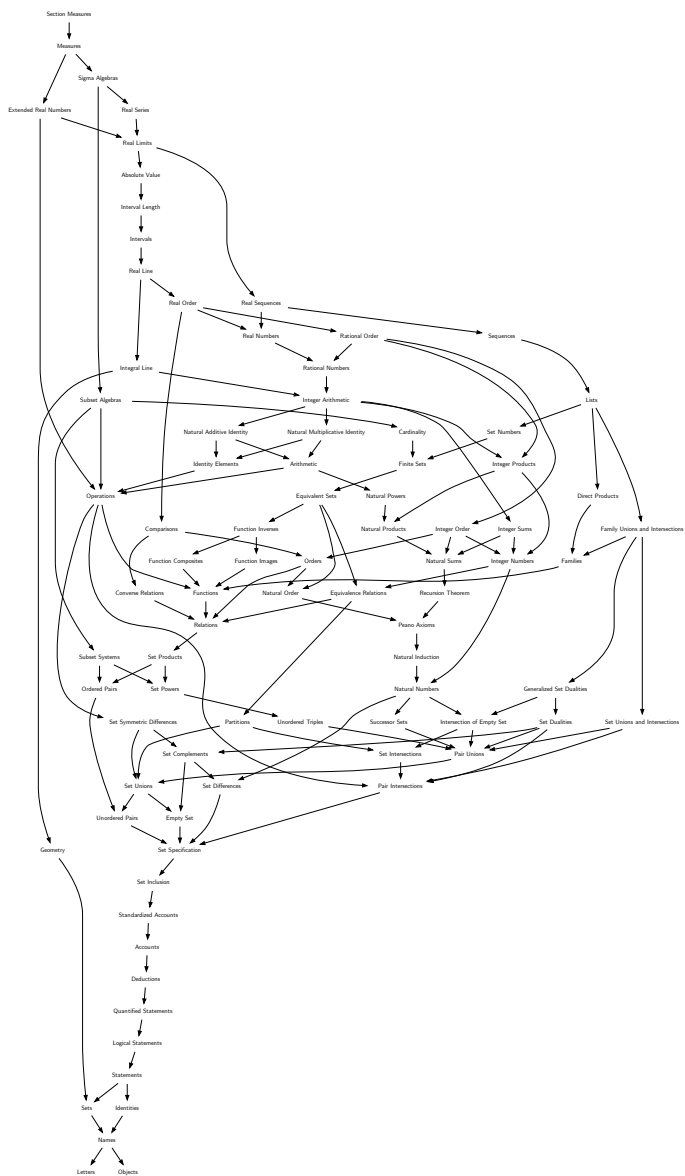 Section Measures
Measures
Sigma Algebras
Extended Real Numbers Real Series
Real Limits
Absolute Value
Interval Length
Intervals
Real Line
Real Order Real Sequences
Real Numbers Rational Order Sequences
Integral Line Rational Numbers
Subset Algebras Integer Arithmetic Lists
Natural Additive Identity Natural Multiplicative Identity Cardinality Set Numbers
Identity Elements Arithmetic Finite Sets Integer Products
Operations Equivalent Sets Natural Powers Direct Products
Comparisons Function Inverses Natural Products Integer Order Integer Sums Family Unions and Intersections
Function Composites Function Images Orders Natural Sums Integer Numbers Families
Converse Relations Functions Natural Order Equivalence Relations Recursion Theorem
Relations Peano Axioms
Subset Systems Set Products Natural Induction
Ordered Pairs Set Powers Natural Numbers Generalized Set Dualities
Set Symmetric Differences Partitions Unordered Triples Successor Sets Intersection of Empty Set Set Dualities Set Unions and Intersections
Set Complements Set Intersections Pair Unions
Set Unions Set Differences Pair Intersections
Unordered Pairs Empty Set
Geometry Set Specification
Set Inclusion
Standardized Accounts
Accounts
Deductions
Quantified Statements
Logical Statements
Statements
Sets Identities
Names
Letters Objects